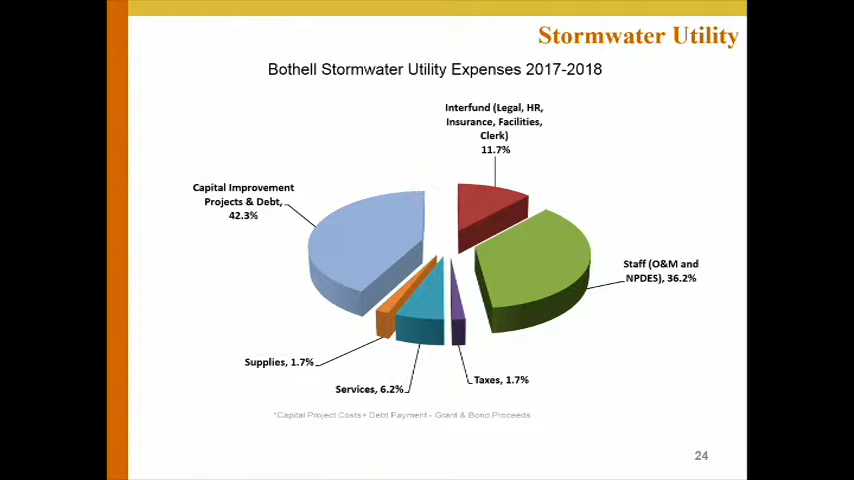 Stormwater Utility
Bothell Stormwater Utility Expenses 2017-2018
Interfund (Legal, HR,
Insurance, Facilities,
Clerk)
11.7%
Capital Improvement
Projects & Debt,
42.3%
Staff (O&M and
NPDES), 36.2%
Supplies, 1.7%
Services, 6.2%
Taxes, 1.7%
*Capital Project Costs+ Debt Payment - Grant & Bond Proceeds
24